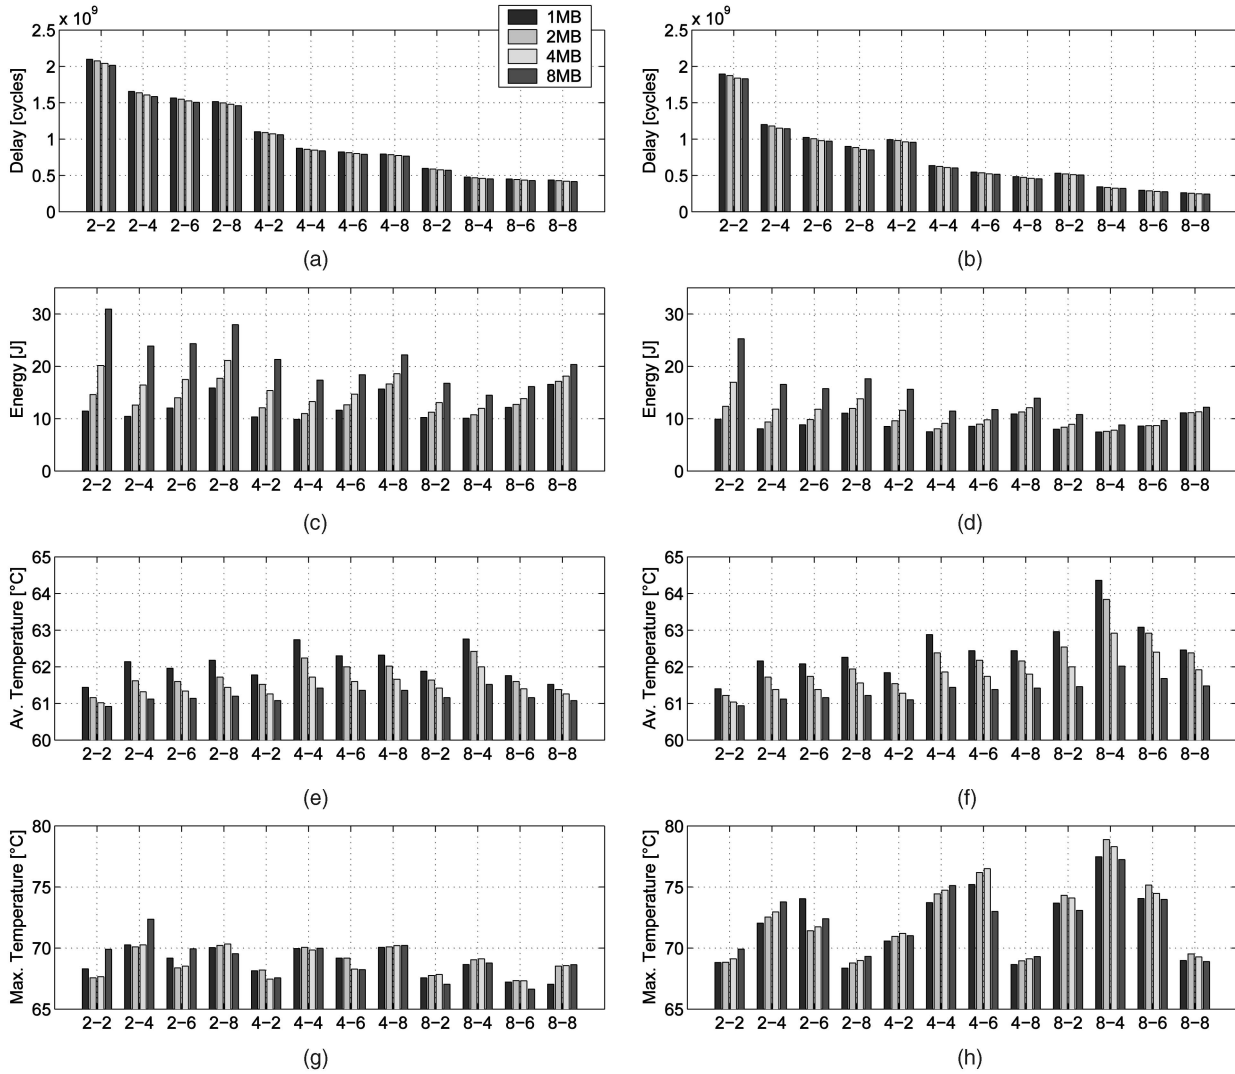 x 10⁹
2.5
2
1.5
1
0.5
0
Delay [cycles]
1MB
2MB
4MB
8MB
2−2 2−4 2−6 2−8 4−2 4−4 4−6 4−8 8−2 8−4 8−6 8−8
(a)
x 10⁹
2.5
2
1.5
1
0.5
0
Delay [cycles]
2−2 2−4 2−6 2−8 4−2 4−4 4−6 4−8 8−2 8−4 8−6 8−8
(b)
30
20
10
0
Energy [J]
2−2 2−4 2−6 2−8 4−2 4−4 4−6 4−8 8−2 8−4 8−6 8−8
(c)
30
20
10
0
Energy [J]
2−2 2−4 2−6 2−8 4−2 4−4 4−6 4−8 8−2 8−4 8−6 8−8
(d)
65
64
63
62
61
60
Av. Temperature [°C]
2−2 2−4 2−6 2−8 4−2 4−4 4−6 4−8 8−2 8−4 8−6 8−8
(e)
65
64
63
62
61
60
Av. Temperature [°C]
2−2 2−4 2−6 2−8 4−2 4−4 4−6 4−8 8−2 8−4 8−6 8−8
(f)
80
75
70
65
Max. Temperature [°C]
2−2 2−4 2−6 2−8 4−2 4−4 4−6 4−8 8−2 8−4 8−6 8−8
(g)
80
75
70
65
Max. Temperature [°C]
2−2 2−4 2−6 2−8 4−2 4−4 4−6 4−8 8−2 8−4 8−6 8−8
(h)